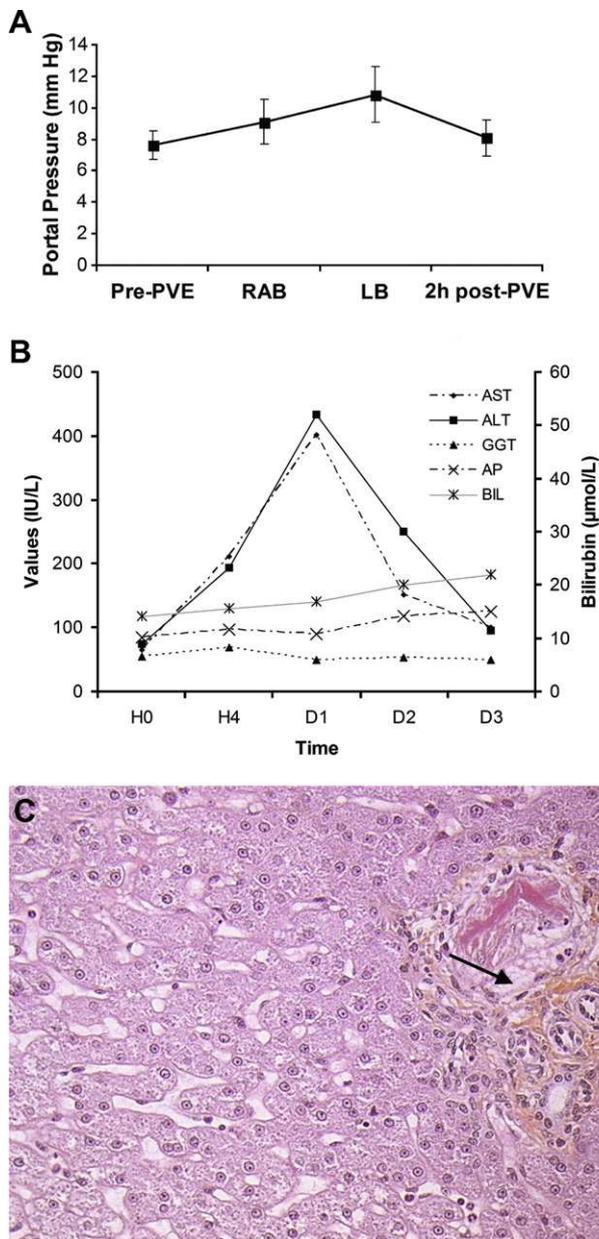 A
Portal Pressure (mm Hg)
14
12
10
8
6
4
2
0
Pre-PVE RAB LB 2h post-PVE
B
Values (IU/L)
500
400
300
200
100
0
AST
ALT
GGT
AP
BIL
60
50
40
30
20
10
0
Bilirubin (µmol/L)
H0 H4 D1 D2 D3
Time
C